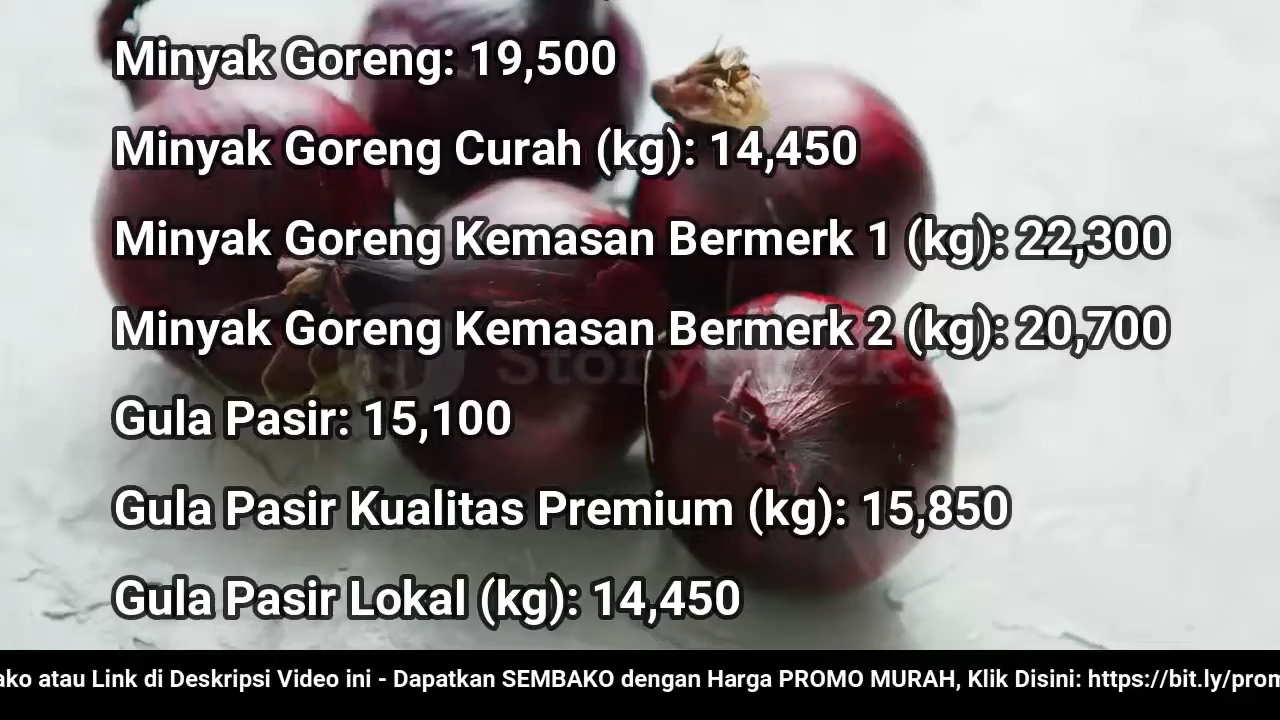 Minyak Goreng: 19,500
Minyak Goreng Curah (kg): 14,450
Minyak Goreng Kemasan Bermerk 1 (kg): 22,300
Minyak Goreng Kemasan Bermerk 2 (kg): 20,700
Storyblocks
Gula Pasir: 15,100
Gula Pasir Kualitas Premium (kg): 15,850
Gula Pasir Lokal (kg): 14,450
ako atau Link di Deskripsi Video ini - Dapatkan SEMBAKO dengan Harga PROMO MURAH, Klik Disini: https://bit.ly/prom